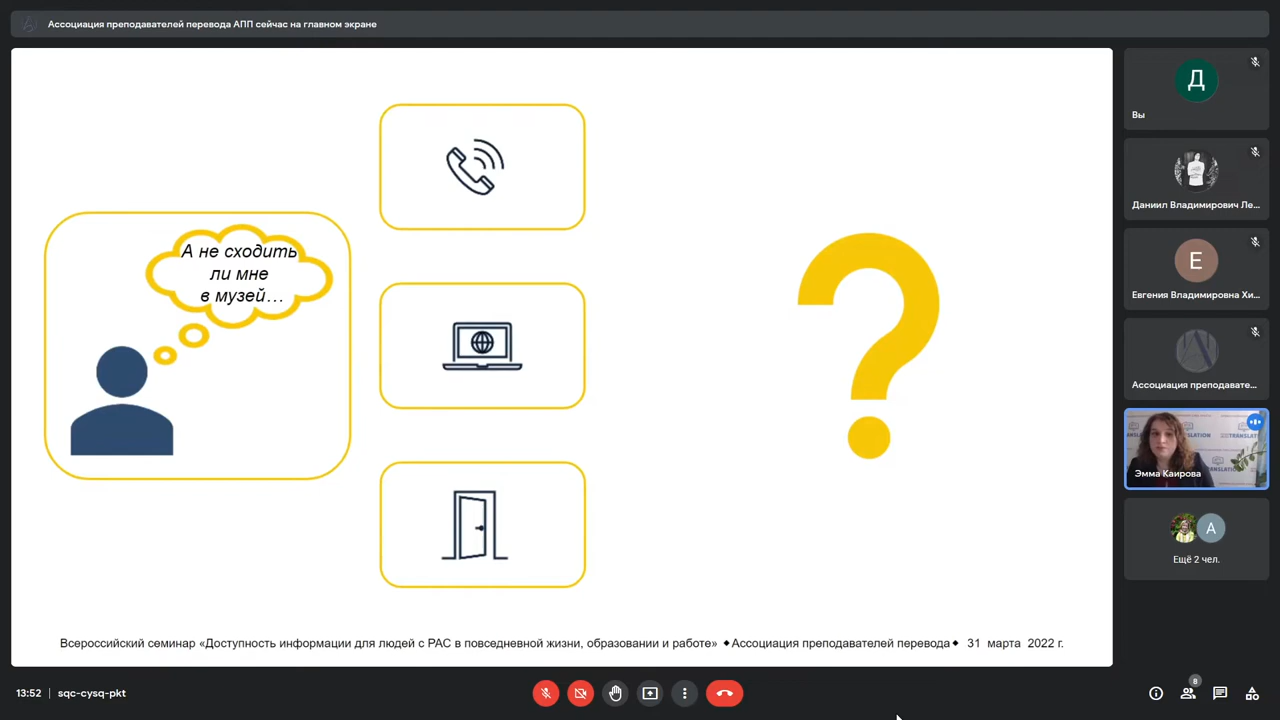 Ассоциация преподавателей перевода АПП сейчас на главном экране
А не сходить
ли мне
в музей…
Всероссийский семинар «Доступность информации для людей с РАС в повседневной жизни, образовании и работе» ◆Ассоциация преподавателей перевода◆ 31 марта 2022 г.
Д
Вы
Даниил Владимирович Ле...
Е
Евгения Владимировна Хи...
Ассоциация преподавате...
TRANSLATION
Эмма Каирова
А
Ещё 2 чел.
13:52 | sqc-cysq-pkt
8